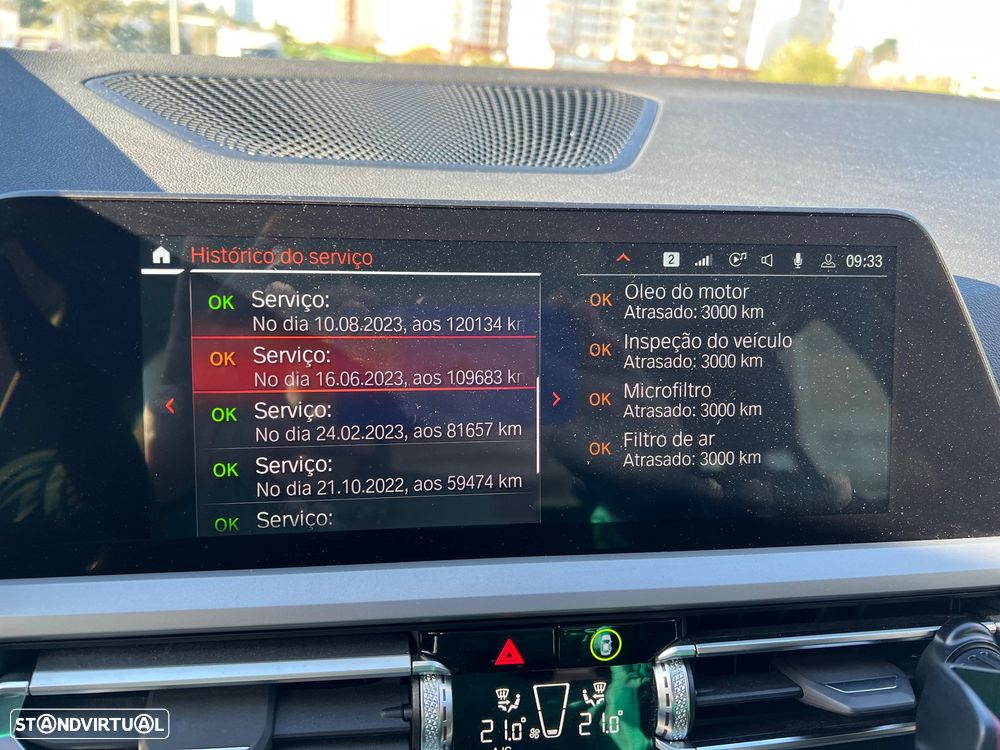 Histórico do serviço
2
09:33
OK Serviço:
No dia 10.08.2023, aos 120134 km
OK Serviço:
No dia 16.06.2023, aos 109683 km
OK Serviço:
No dia 24.02.2023, aos 81657 km
OK Serviço:
No dia 21.10.2022, aos 59474 km
OK Serviço:
OK Óleo do motor
Atrasado: 3000 km
OK Inspeção do veículo
Atrasado: 3000 km
OK Microfiltro
Atrasado: 3000 km
OK Filtro de ar
Atrasado: 3000 km
21.0° 21.0°
A/C
STANDVIRTUAL